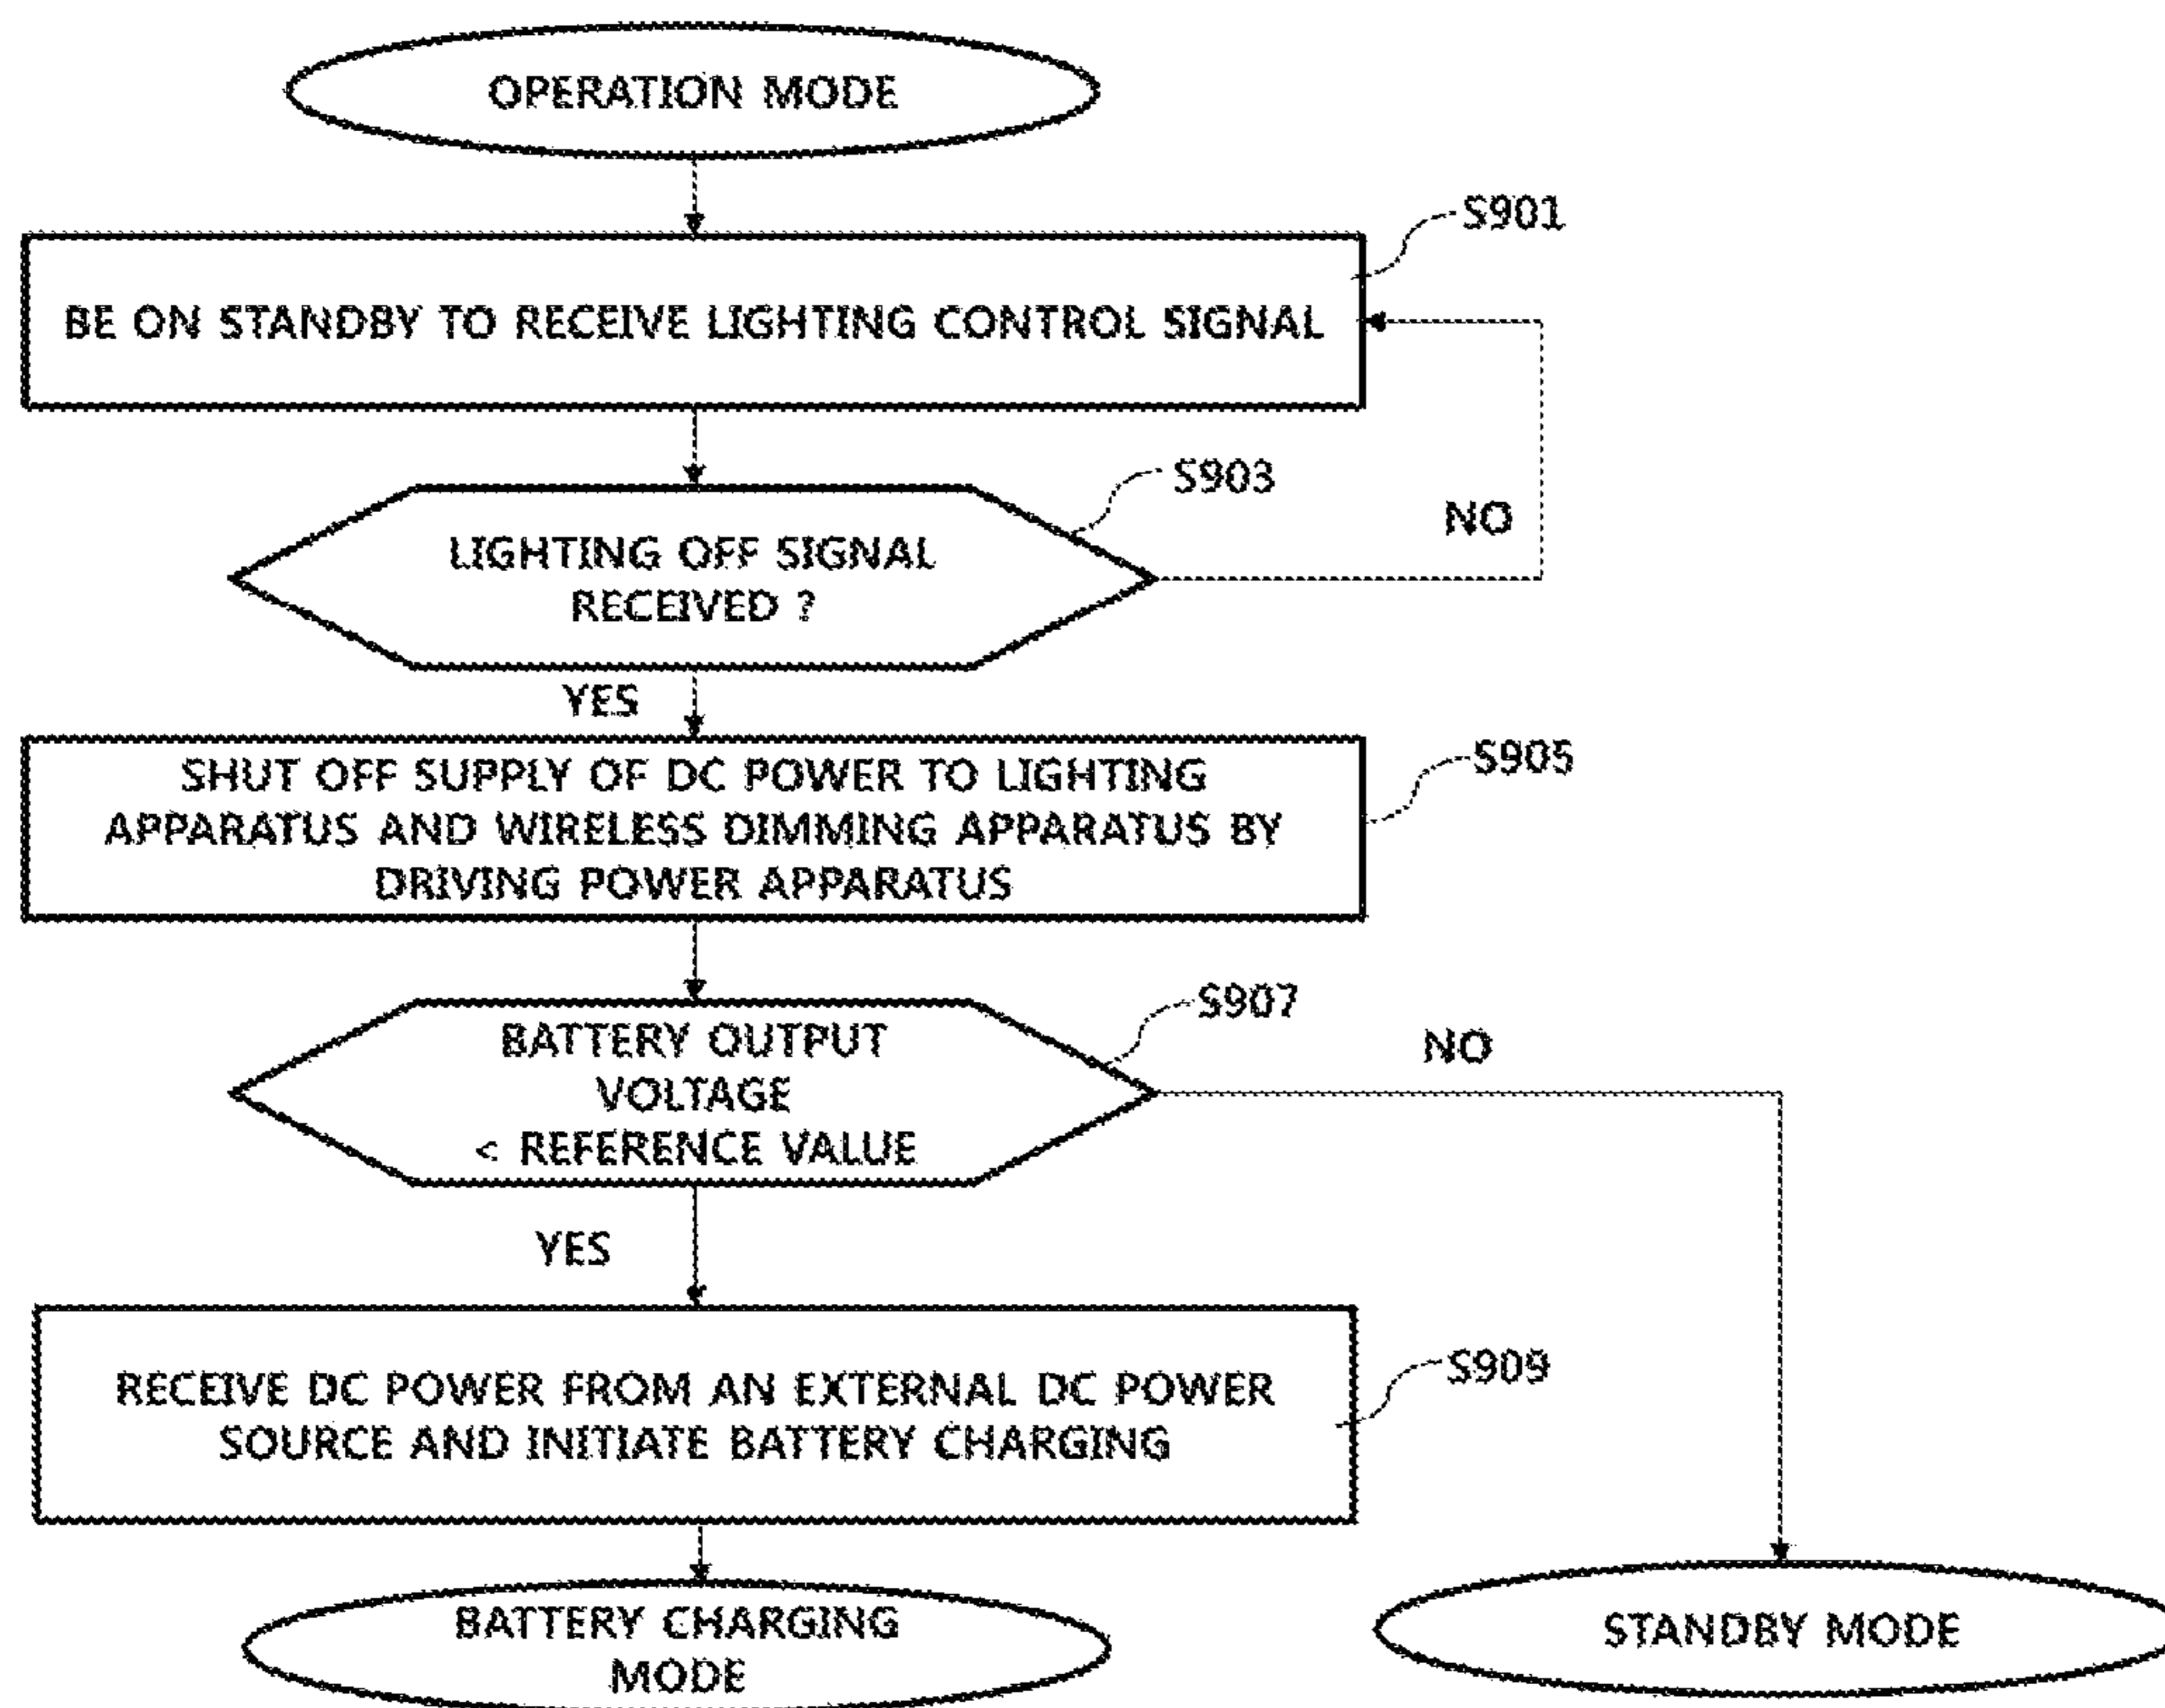 OPERATION MODE
S901
BE ON STANDBY TO RECEIVE LIGHTING CONTROL SIGNAL
S903
NO
LIGHTING OFF SIGNAL
RECEIVED ?
YES
S905
SHUT OFF SUPPLY OF DC POWER TO LIGHTING
APPARATUS AND WIRELESS DIMMING APPARATUS BY
DRIVING POWER APPARATUS
S907
NO
BATTERY OUTPUT
VOLTAGE
< REFERENCE VALUE
YES
S909
RECEIVE DC POWER FROM AN EXTERNAL DC POWER
SOURCE AND INITIATE BATTERY CHARGING
BATTERY CHARGING
MODE
STANDBY MODE